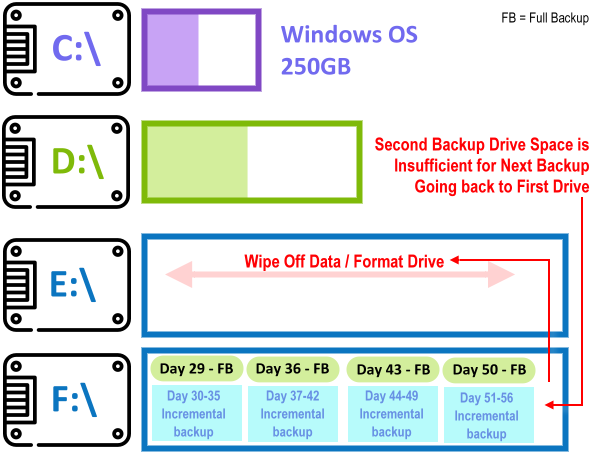 FB = Full Backup
C:\
Windows OS
250GB
D:\
Second Backup Drive Space is
Insufficient for Next Backup
Going back to First Drive
E:\
Wipe Off Data / Format Drive
F:\
Day 29 - FB
Day 36 - FB
Day 43 - FB
Day 50 - FB
Day 30-35
Incremental
backup
Day 37-42
Incremental
backup
Day 44-49
Incremental
backup
Day 51-56
Incremental
backup